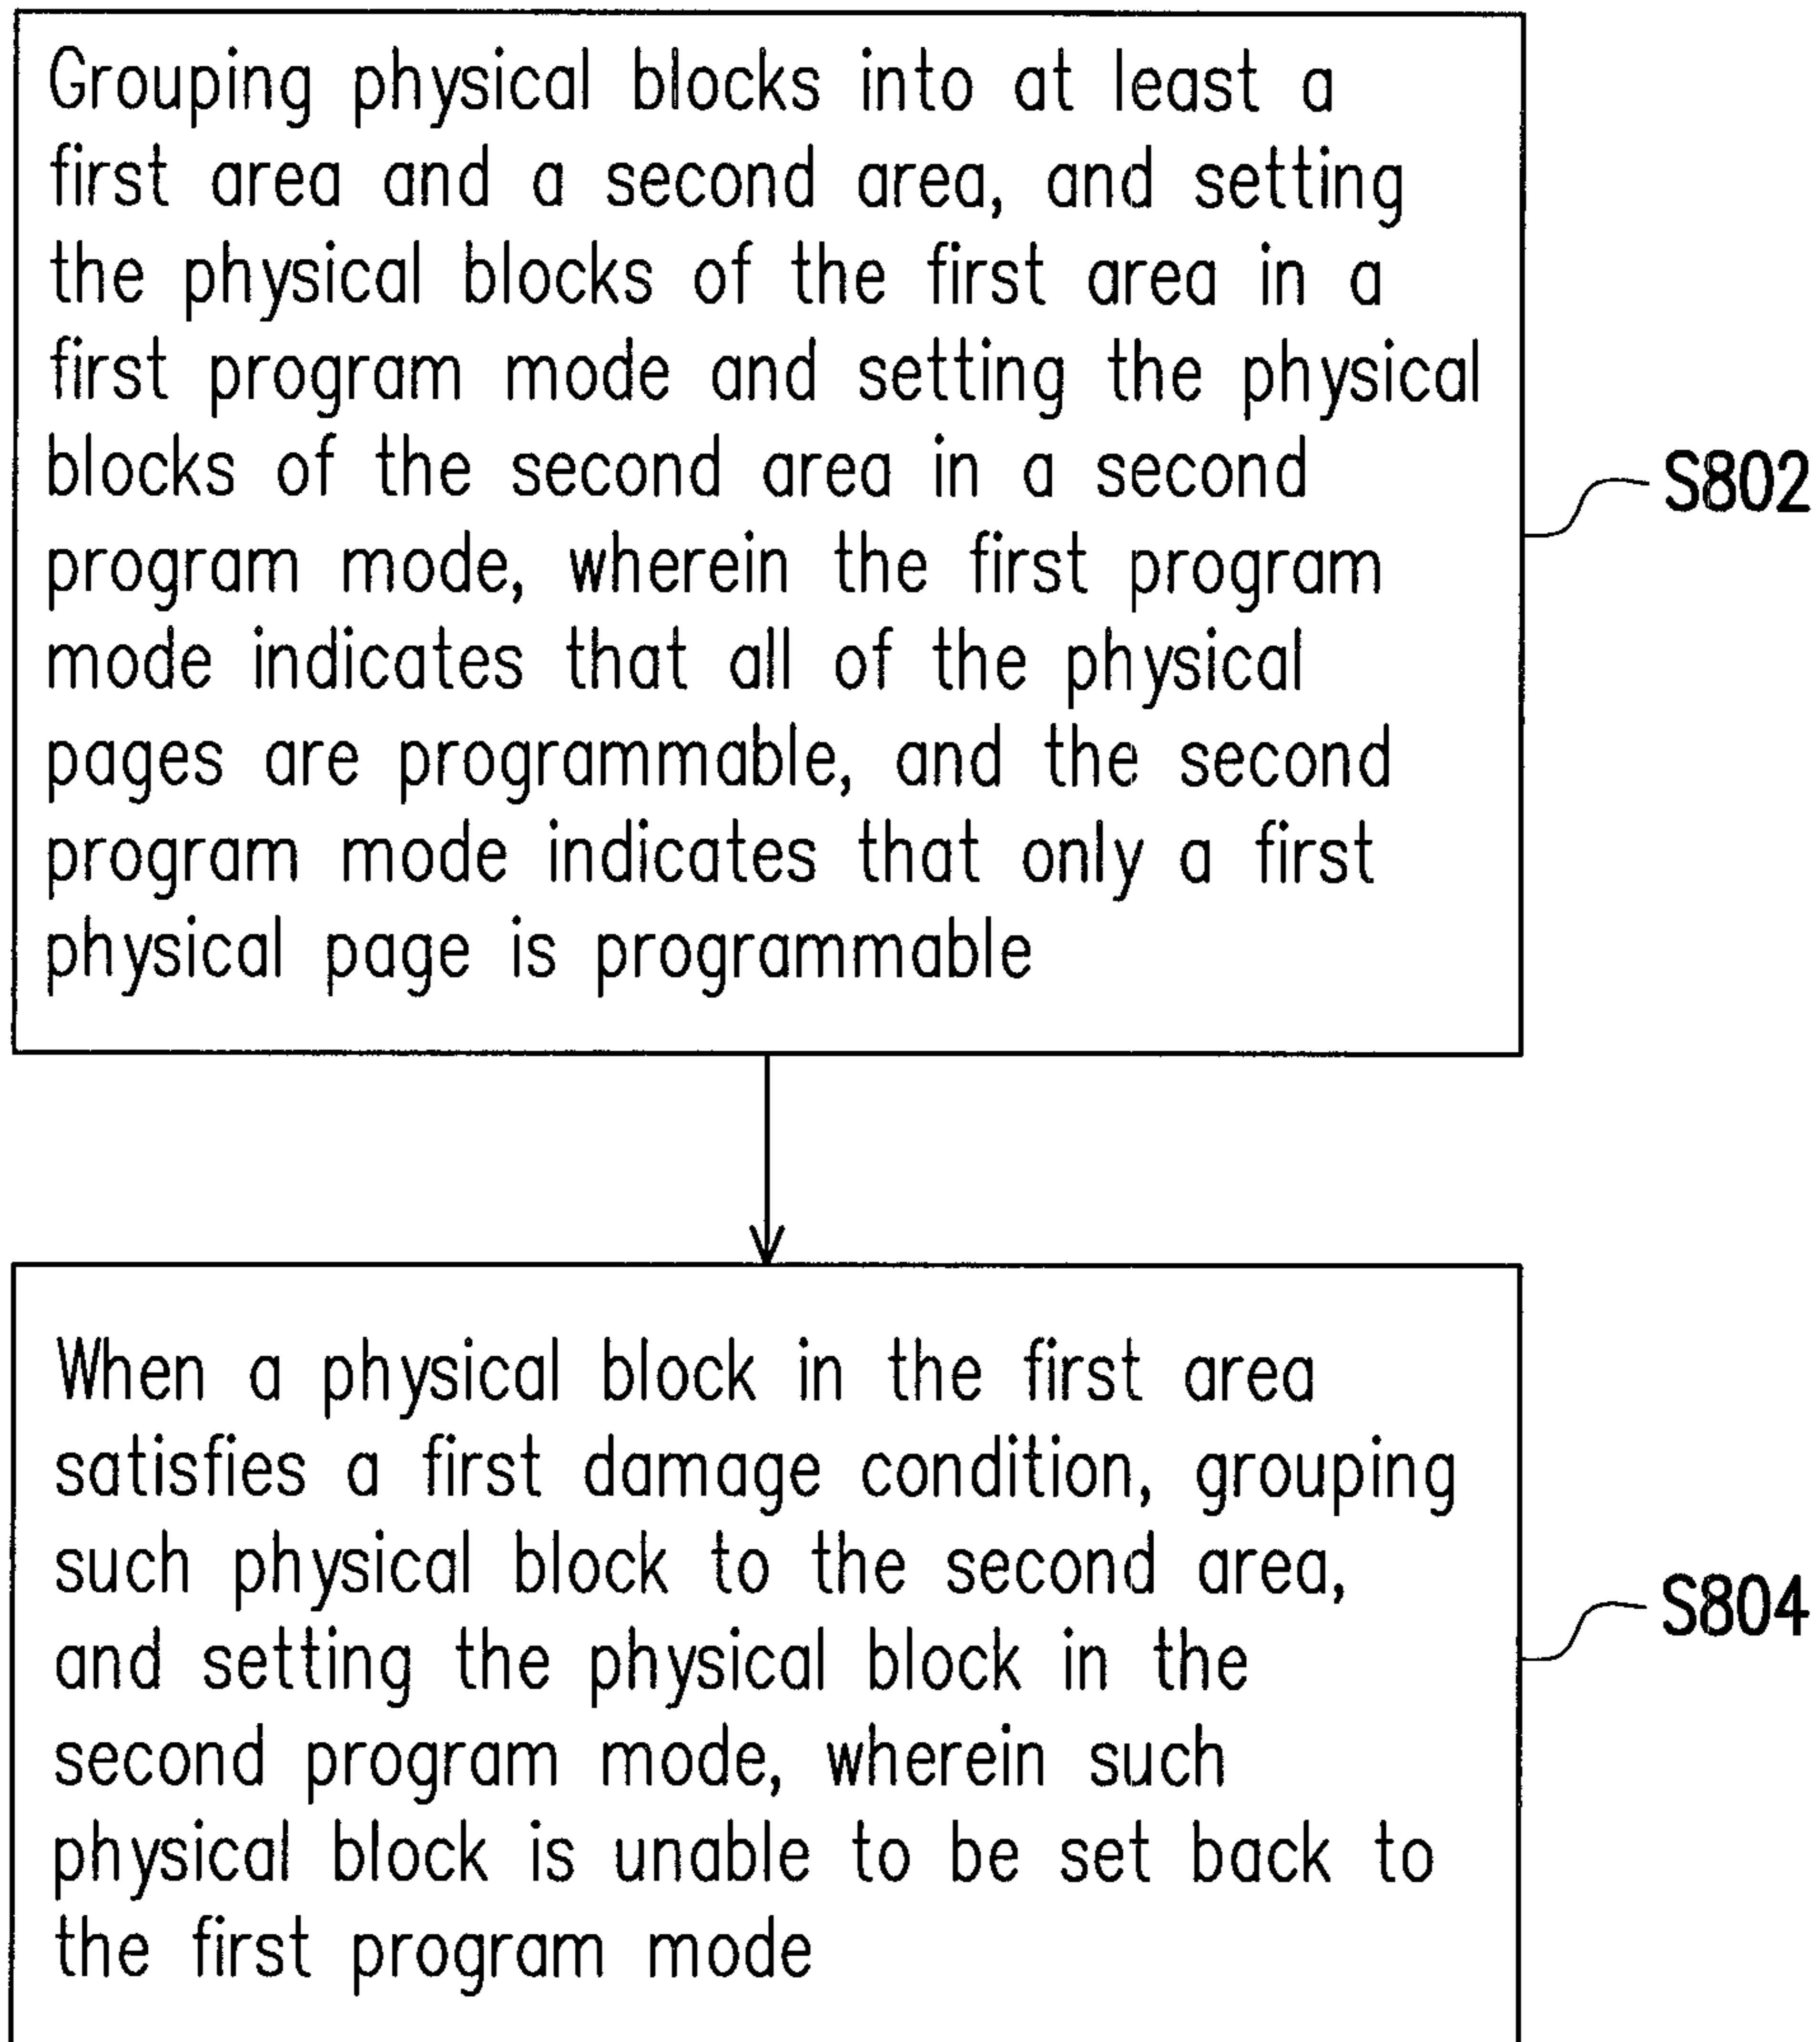 Grouping physical blocks into at least a
first area and a second area, and setting
the physical blocks of the first area in a
first program mode and setting the physical
blocks of the second area in a second
program mode, wherein the first program
mode indicates that all of the physical
pages are programmable, and the second
program mode indicates that only a first
physical page is programmable
S802
When a physical block in the first area
satisfies a first damage condition, grouping
such physical block to the second area,
and setting the physical block in the
second program mode, wherein such
physical block is unable to be set back to
the first program mode
S804